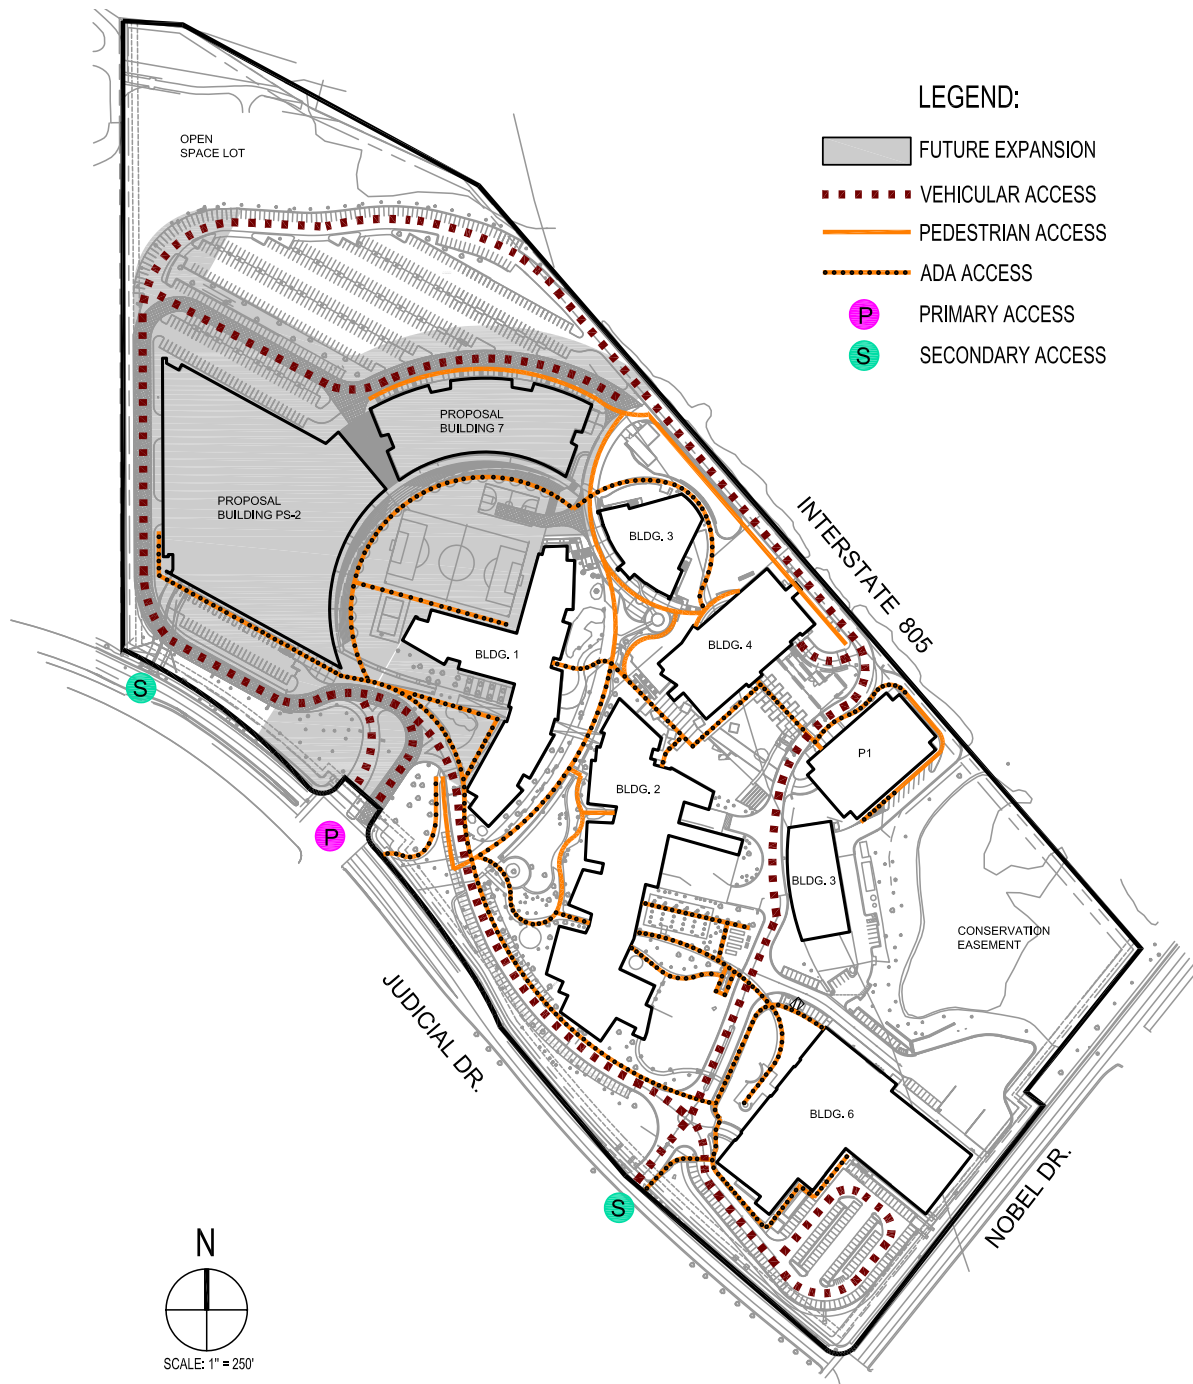 LEGEND:
FUTURE EXPANSION
VEHICULAR ACCESS
PEDESTRIAN ACCESS
ADA ACCESS
P PRIMARY ACCESS
S SECONDARY ACCESS
OPEN
SPACE LOT
PROPOSAL
BUILDING 7
PROPOSAL
BUILDING PS-2
BLDG. 3
INTERSTATE 805
BLDG. 1
BLDG. 4
S
P1
BLDG. 2
P
BLDG. 3
CONSERVATION
EASEMENT
JUDICIAL DR.
BLDG. 6
NOBEL DR.
S
N
SCALE: 1" = 250'